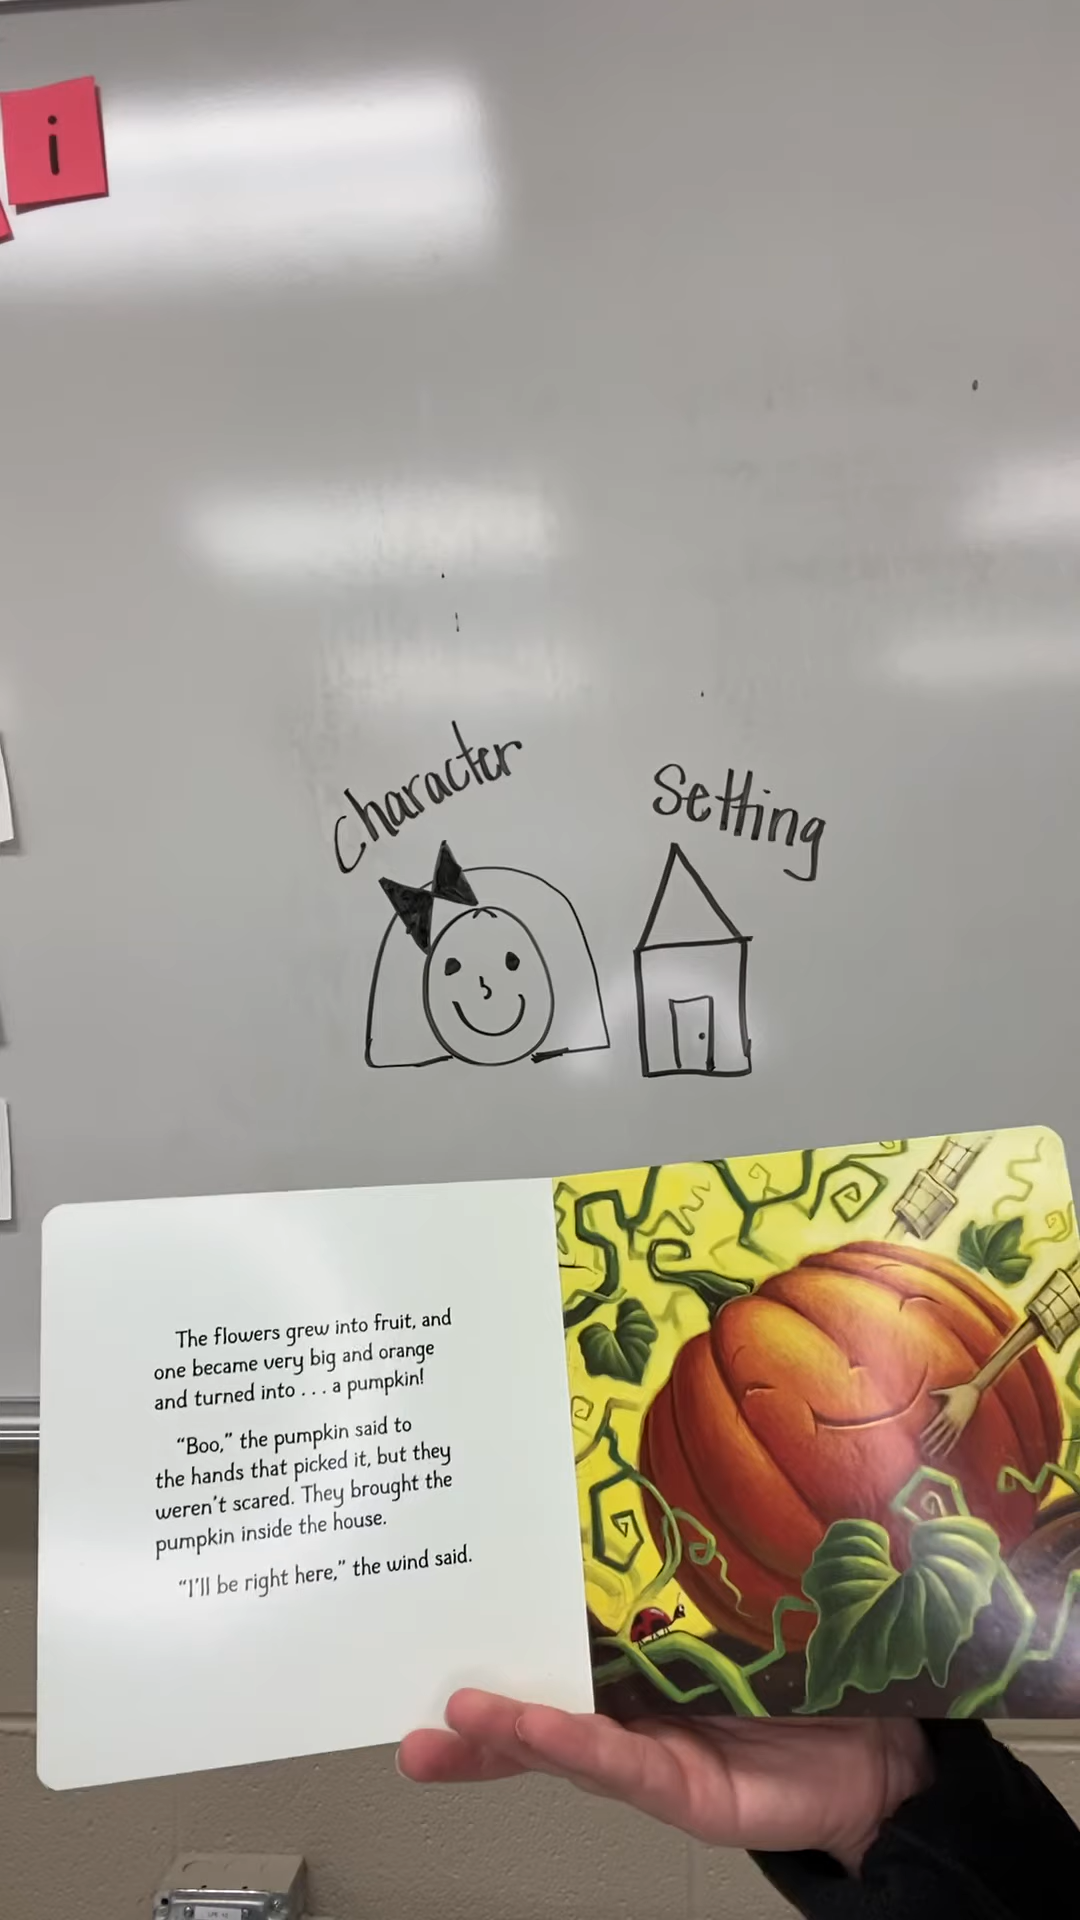 i
Character
Setting
The flowers grew into fruit, and
one became very big and orange
and turned into . . . a pumpkin!
“Boo,” the pumpkin said to
the hands that picked it, but they
weren’t scared. They brought the
pumpkin inside the house.
“I’ll be right here,” the wind said.